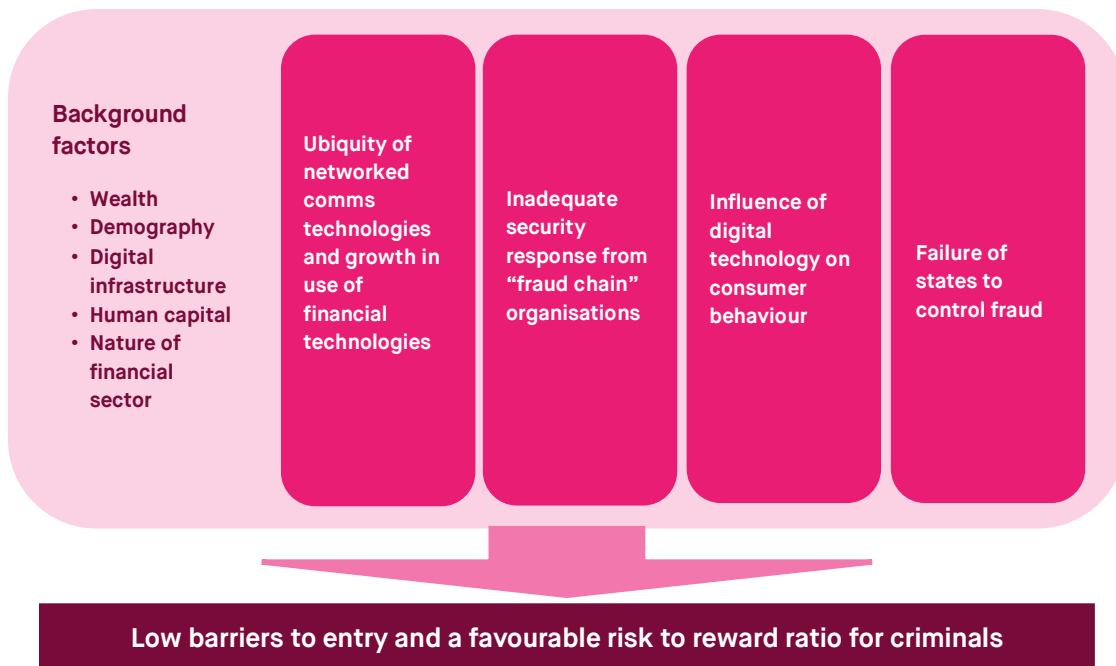 Background
factors
• Wealth
• Demography
• Digital
infrastructure
• Human capital
• Nature of
financial
sector
Ubiquity of
networked
comms
technologies
and growth in
use of
financial
technologies
Inadequate
security
response from
“fraud chain”
organisations
Influence of
digital
technology on
consumer
behaviour
Failure of
states to
control fraud
Low barriers to entry and a favourable risk to reward ratio for criminals